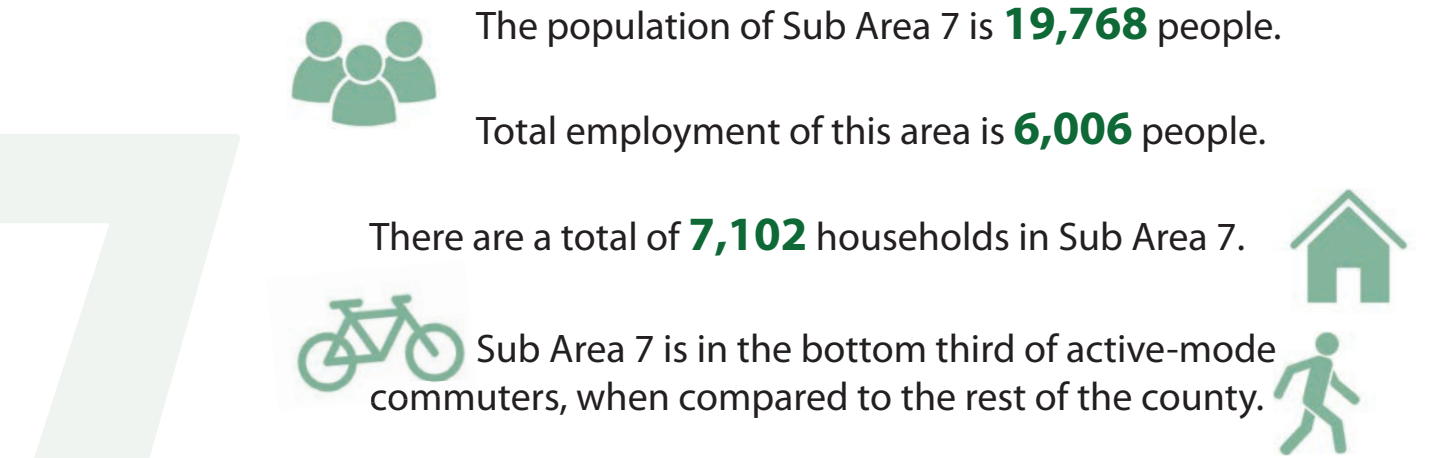 The population of Sub Area 7 is 19,768 people.
Total employment of this area is 6,006 people.
There are a total of 7,102 households in Sub Area 7.
Sub Area 7 is in the bottom third of active-mode
commuters, when compared to the rest of the county.
7